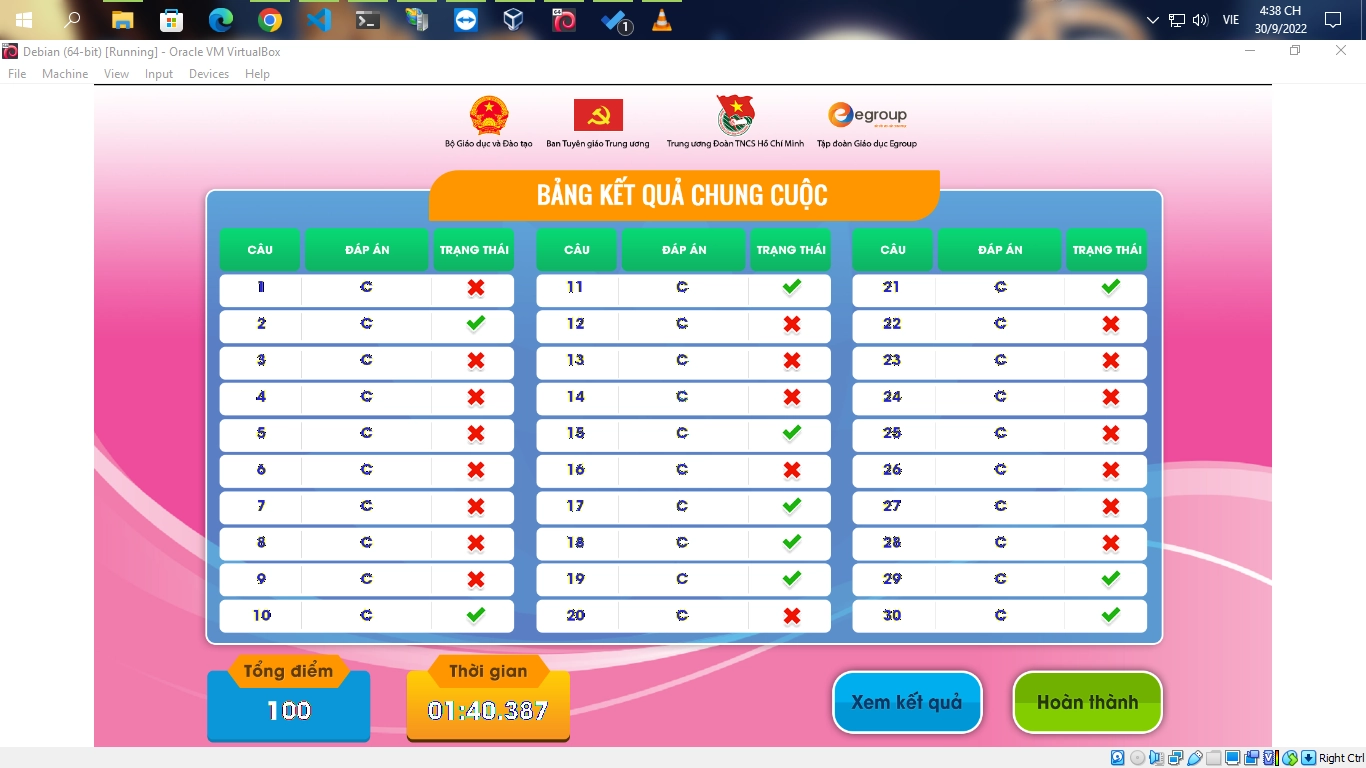 4:38 CH
VIE
30/9/2022
1
Debian (64-bit) [Running] - Oracle VM VirtualBox
File Machine View Input Devices Help
egroup
Bộ Giáo dục và Đào tạo Ban Tuyên giáo Trung ương Trung ương Đoàn TNCS Hồ Chí Minh Tập đoàn Giáo dục Egroup
BẢNG KẾT QUẢ CHUNG CUỘC
CÂU ĐÁP ÁN TRẠNG THÁI CÂU ĐÁP ÁN TRẠNG THÁI CÂU ĐÁP ÁN TRẠNG THÁI
1 C 11 C 21 C
2 C 12 C 22 C
3 C 13 C 23 C
4 C 14 C 24 C
5 C 15 C 25 C
6 C 16 C 26 C
7 C 17 C 27 C
8 C 18 C 28 C
9 C 19 C 29 C
10 C 20 C 30 C
Tổng điểm Thời gian
100 01:40.387 Xem kết quả Hoàn thành
Right Ctrl